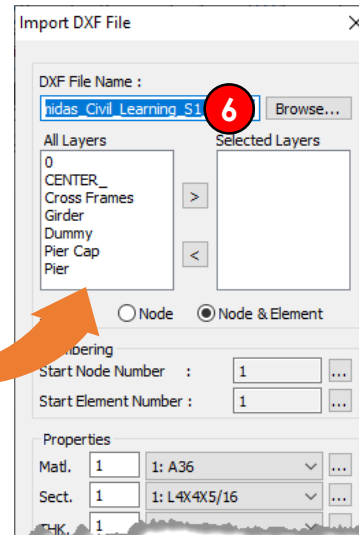 Import DXF File
DXF File Name :
nidas_Civil_Learning_S1 6 Browse...
All Layers Selected Layers
0
CENTER_
Cross Frames
Girder
Dummy
Pier Cap
Pier
>
<
Node Node & Element
Start Node Number : 1 ...
Start Element Number : 1 ...
Properties
Matl. 1 1: A36 ...
Sect. 1 1: L4X4X5/16 ...
THK. 1